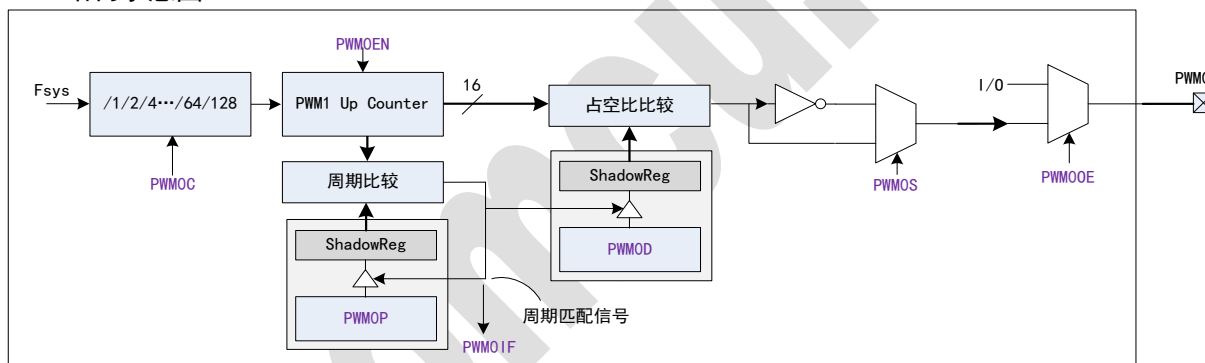 PWM0EN
16
PWM0
Fsys
/1/2/4…/64/128
PWM1 Up Counter
占空比比较
I/O
周期比较
ShadowReg
PWM0C
PWM0S
PWM0OE
ShadowReg
PWM0D
PWM0P
周期匹配信号
PWM0IF